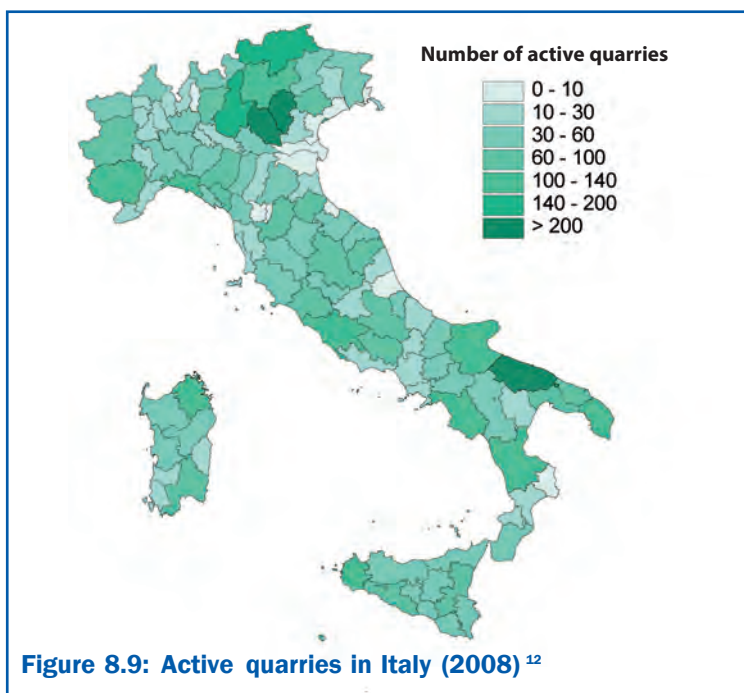 Number of active quarries
0 - 10
10 - 30
30 - 60
60 - 100
100 - 140
140 - 200
> 200
Figure 8.9: Active quarries in Italy (2008) 12